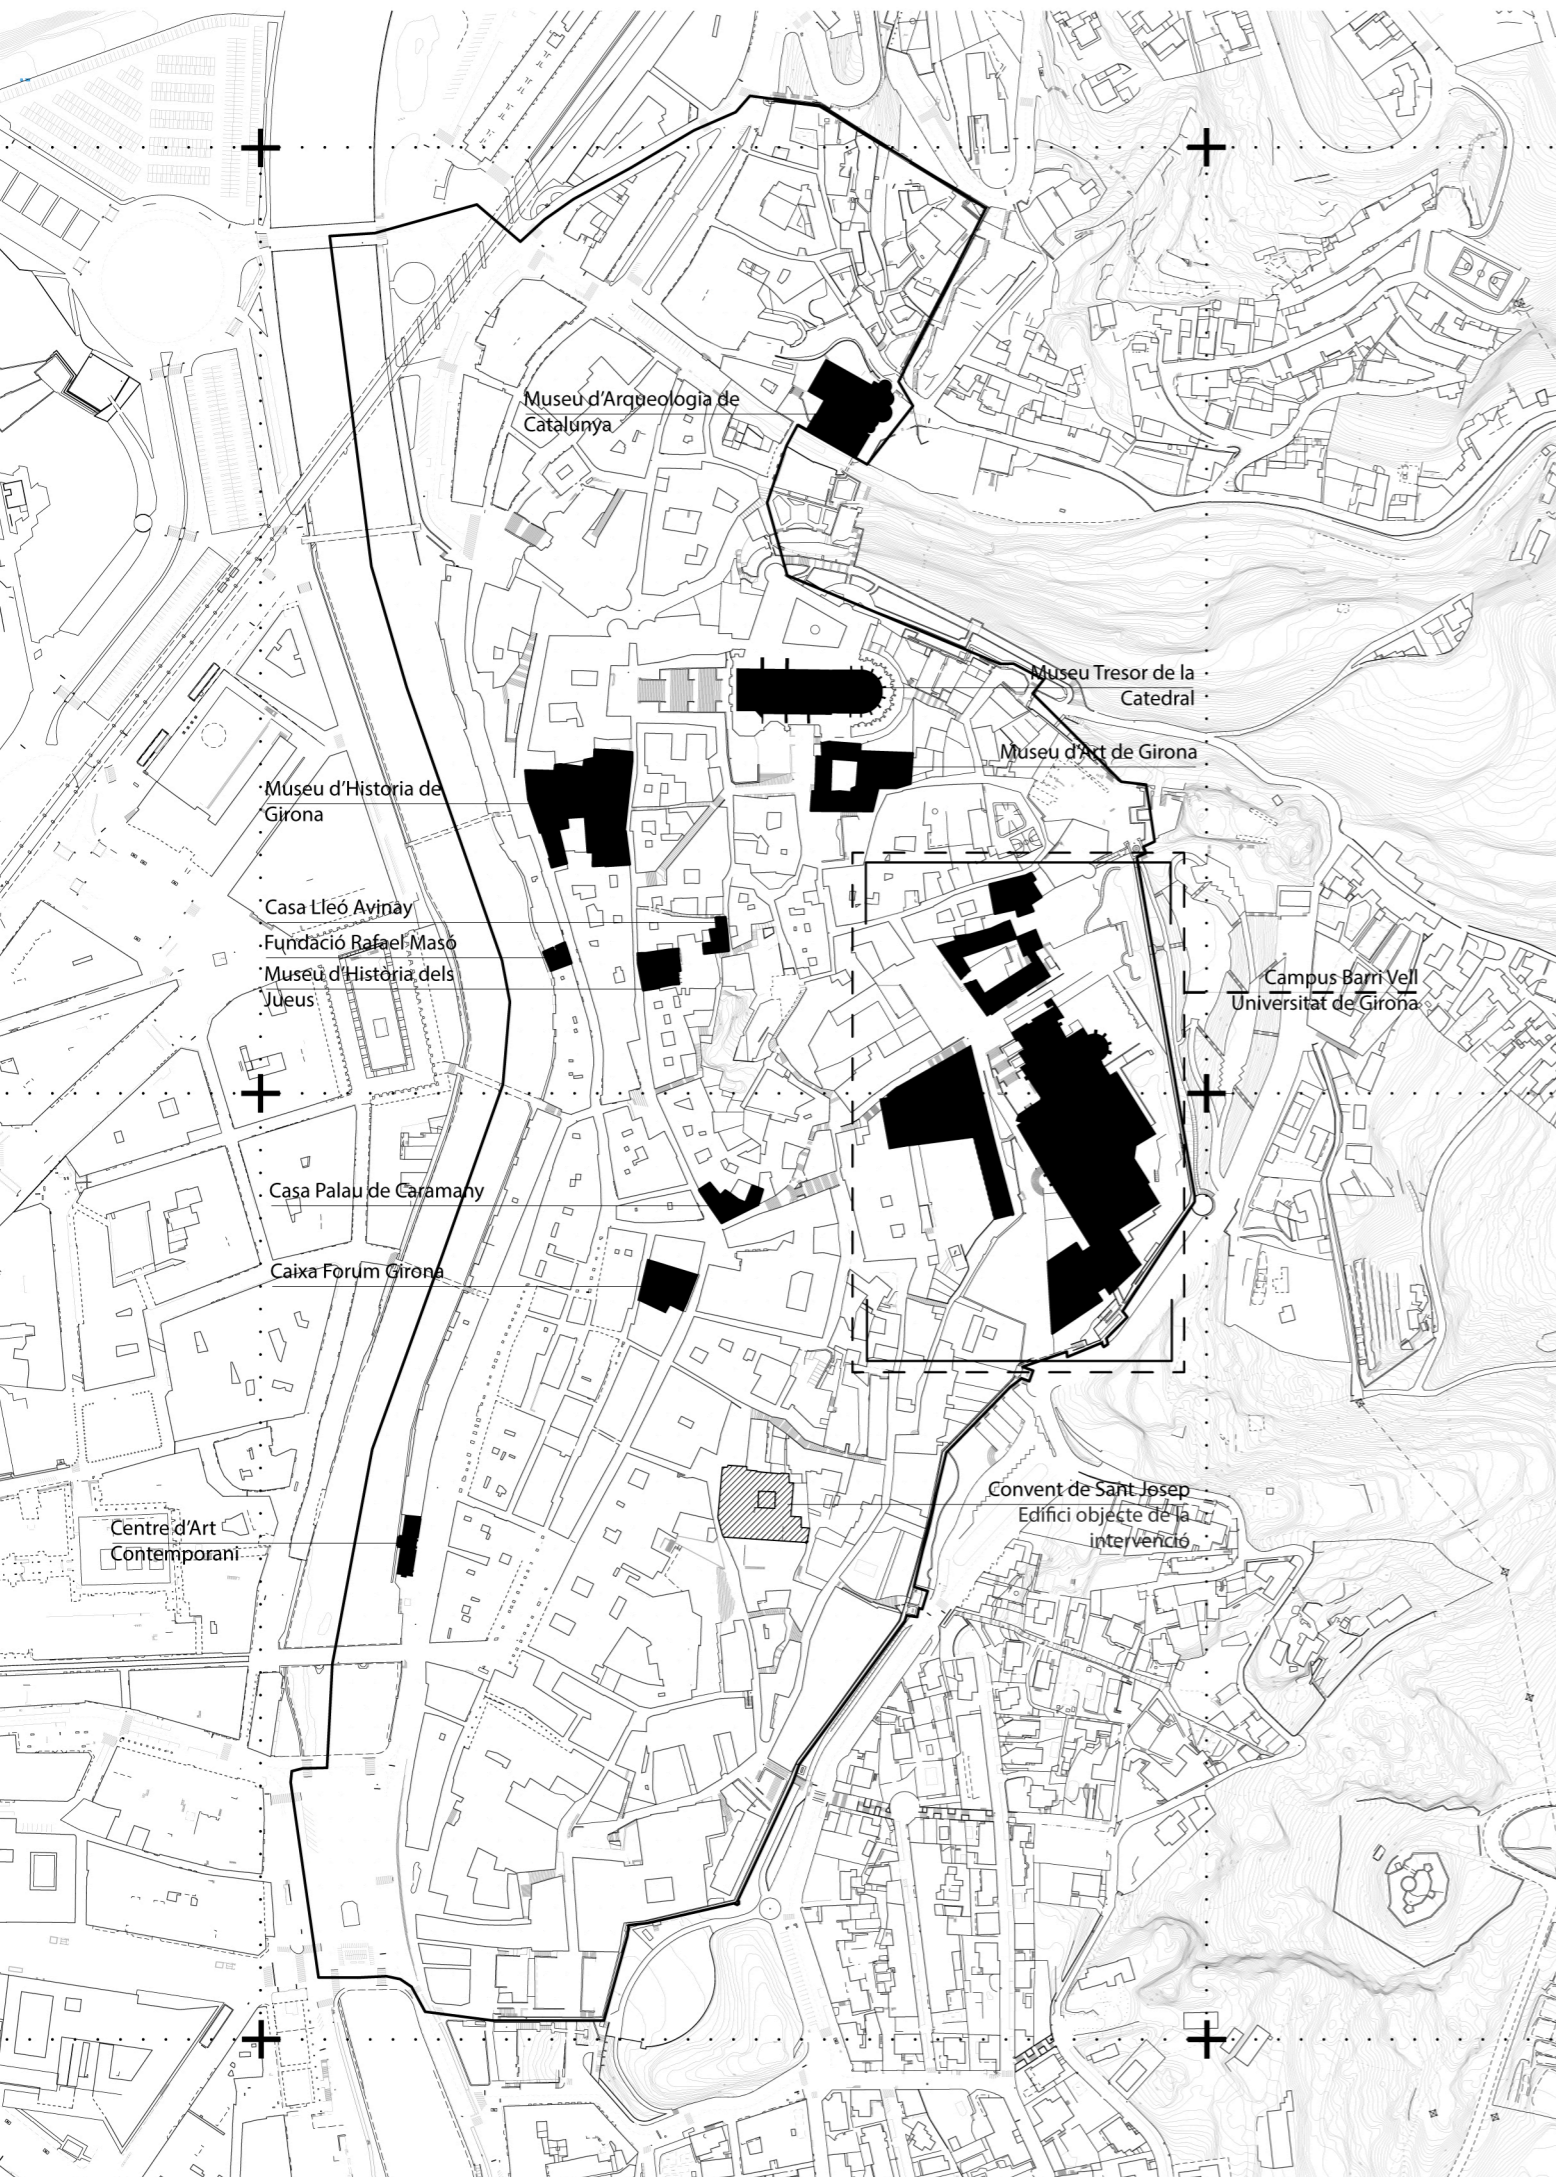 Museu d'Arqueologia de
Catalunya
Museu Tresor de la
Catedral
Museu d'Art de Girona
Museu d'Història de
Girona
Casa Lleó Avinay
Fundació Rafael Masó
Museu d'Història dels
Jueus
Campus Barri Vell
Universitat de Girona
Casa Palau de Caramany
Caixa Forum Girona
Convent de Sant Josep
Edifici objecte de la
intervenció
Centre d'Art
Contemporani